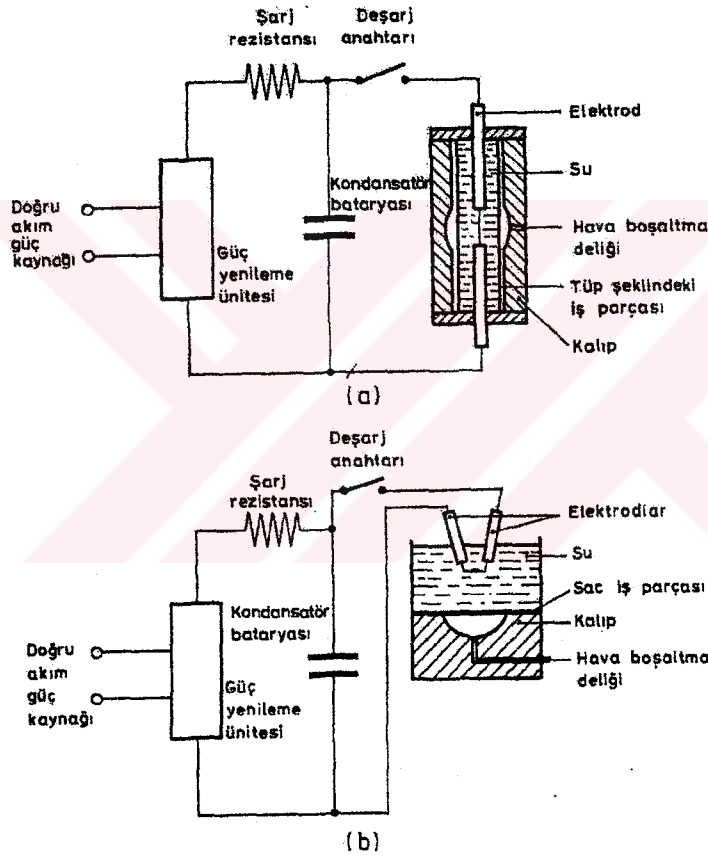 Şarj
rezistansı
Deşarj
anahtarı
Elektrod
Su
Kondansatör
bataryası
Hava boşaltma
deliği
Doğru
akım
güç
kaynağı
Güç
yenileme
ünitesi
Tüp şeklindeki
iş parçası
Kalıp
(a)
Deşarj
anahtarı
Şarj
rezistansı
Elektrodlar
Su
Sac iş parçası
Kondansatör
bataryası
Kalıp
Doğru
akım
güç
kaynağı
Güç
yenileme
ünitesi
Hava boşaltma
deliği
(b)